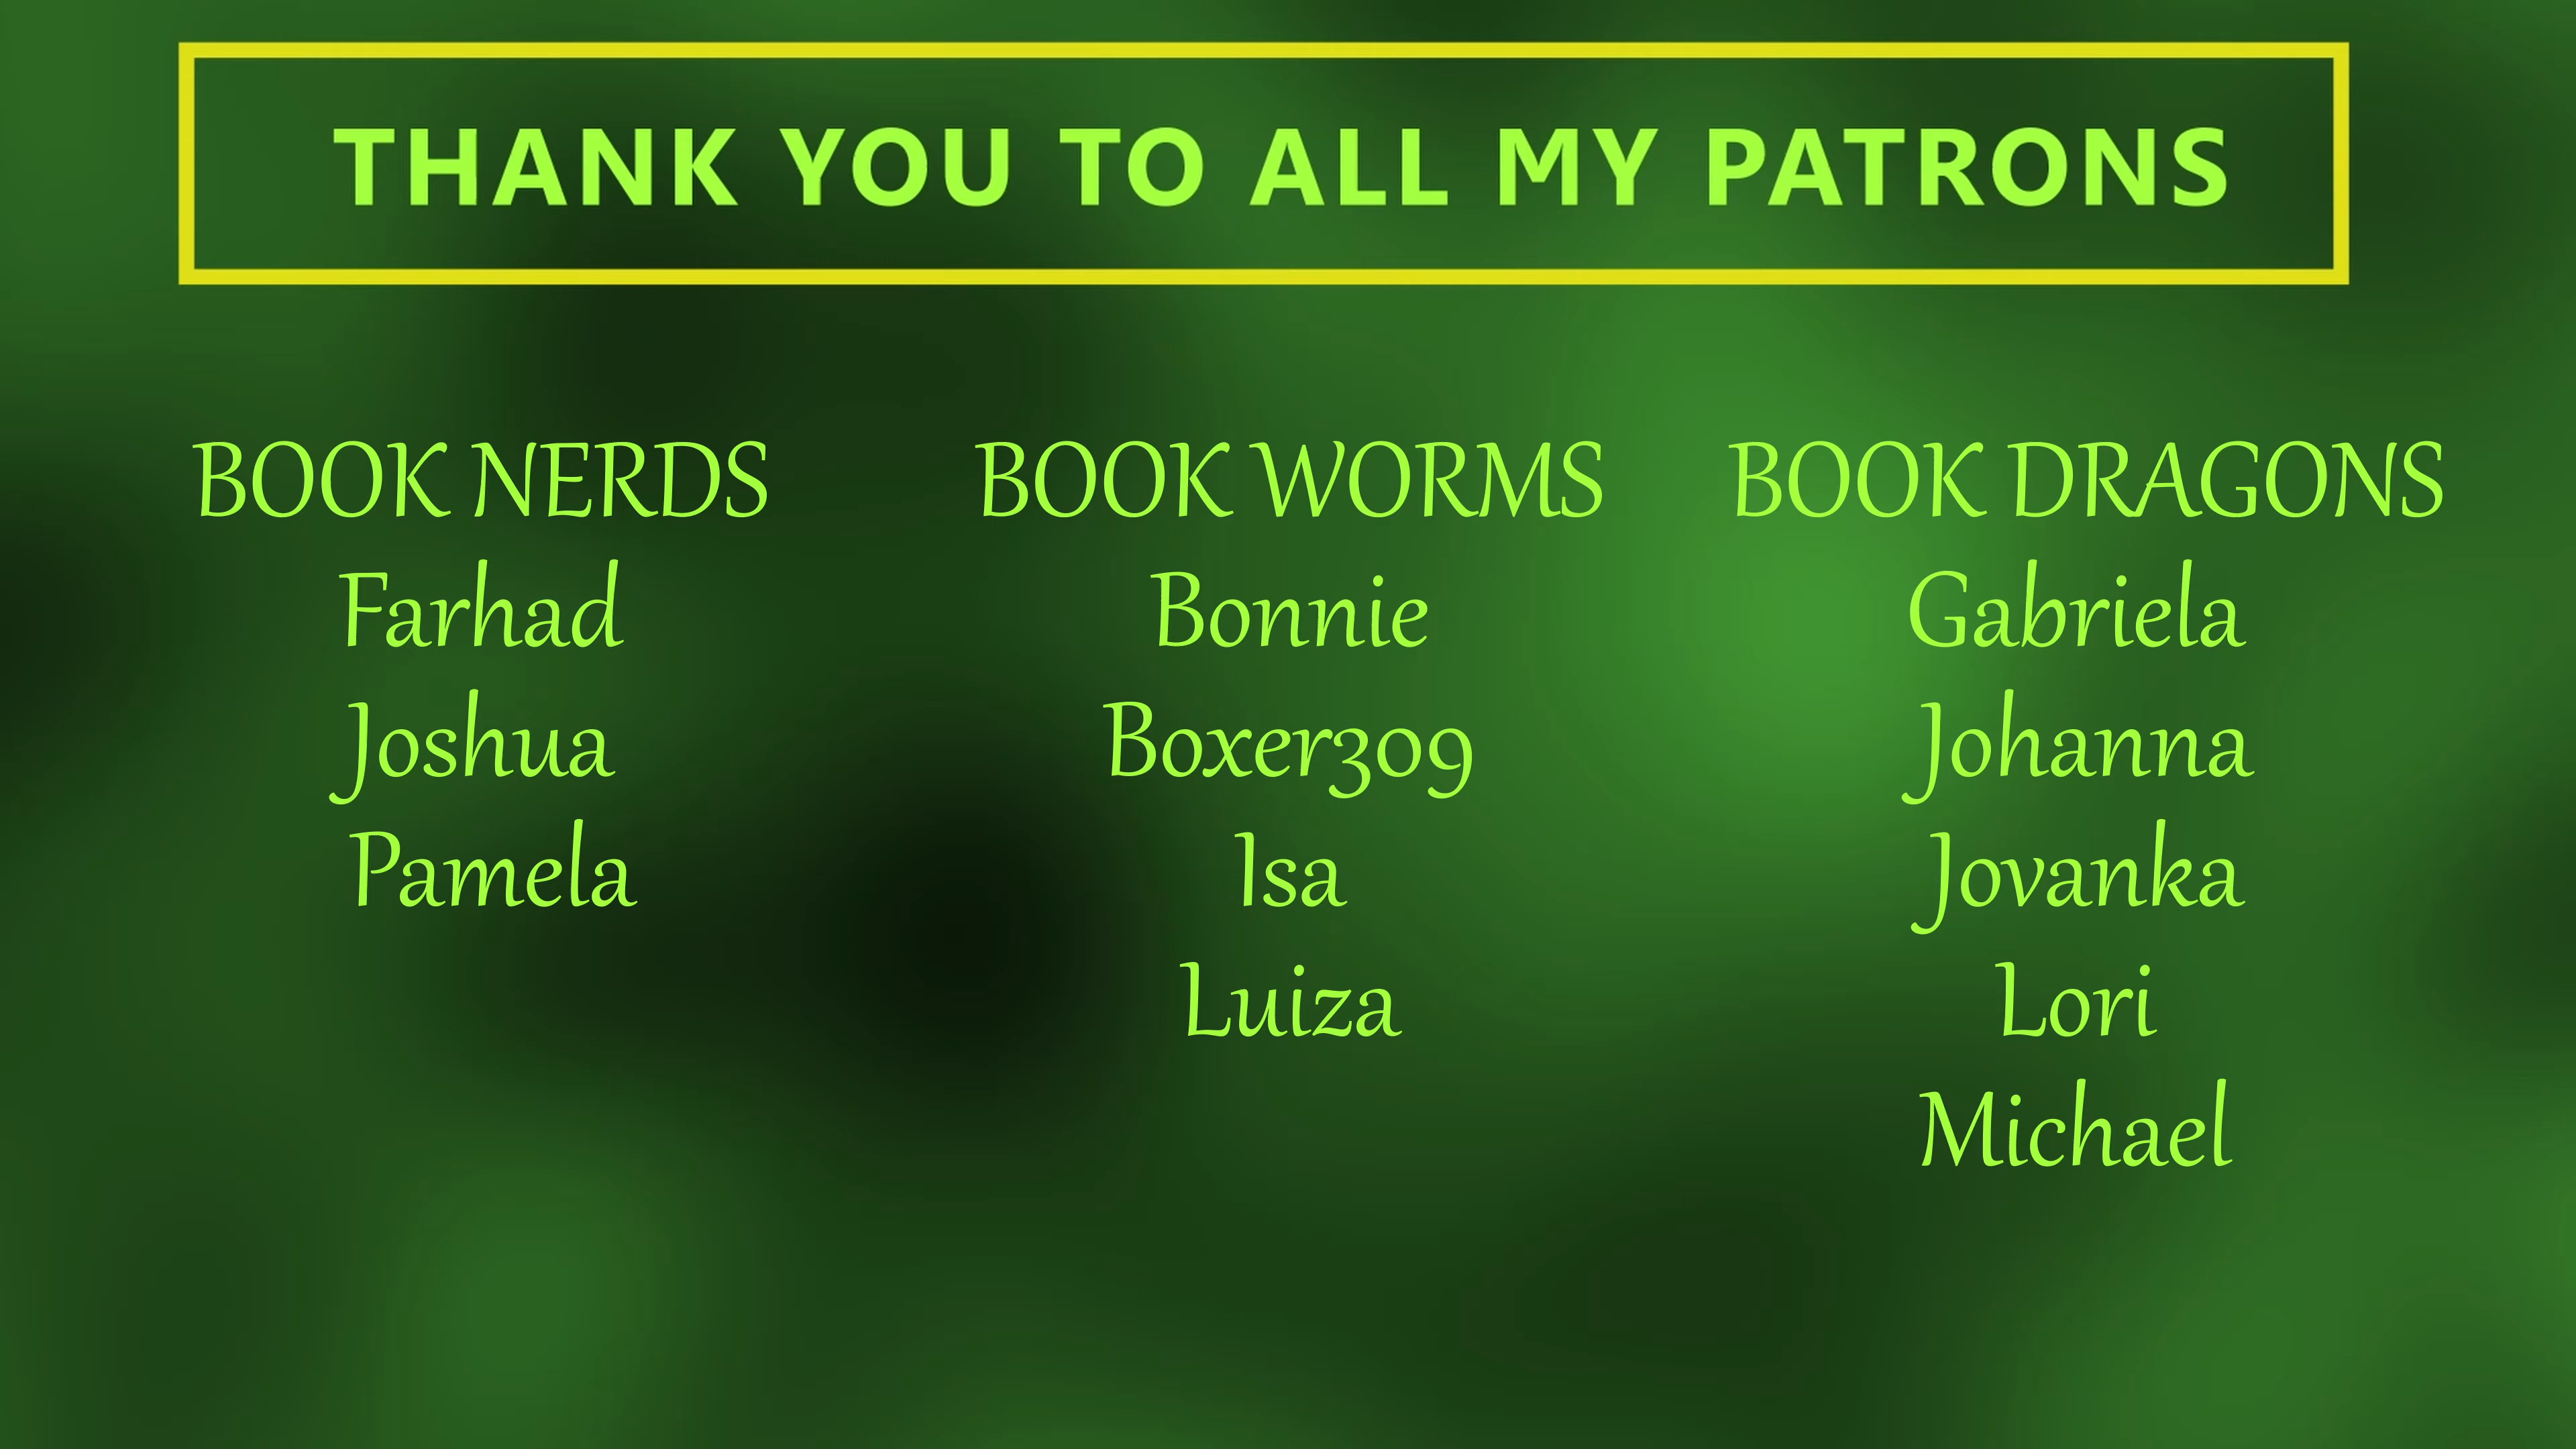 THANK YOU TO ALL MY PATRONS
BOOK NERDS
Farhad
Joshua
Pamela
BOOK WORMS
Bonnie
Boxer309
Isa
Luiza
BOOK DRAGONS
Gabriela
Johanna
Jovanka
Lori
Michael